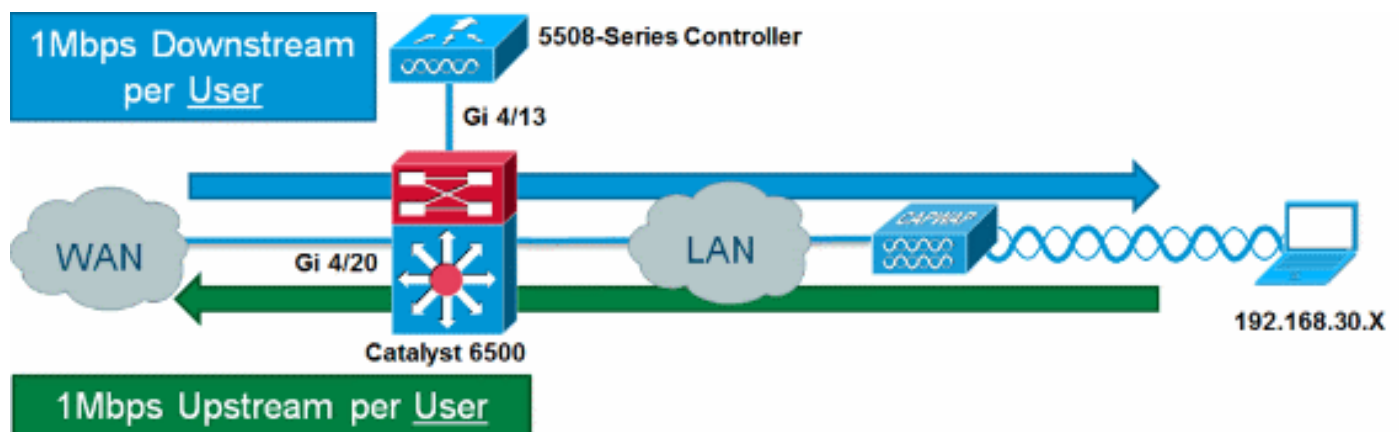 1Mbps Downstream
per User
5508-Series Controller
Gi 4/13
WAN
Gi 4/20
LAN
CAPWAP
192.168.30.X
Catalyst 6500
1Mbps Upstream per User